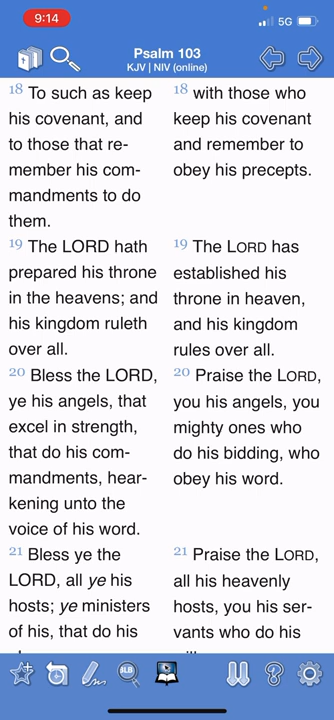 9:14
5G
Psalm 103
KJV | NIV (online)
18 To such as keep
his covenant, and
to those that re-
member his com-
mandments to do
them.
19 The LORD hath
prepared his throne
in the heavens; and
his kingdom ruleth
over all.
20 Bless the LORD,
ye his angels, that
excel in strength,
that do his com-
mandments, hear-
kening unto the
voice of his word.
21 Bless ye the
LORD, all ye his
hosts; ye ministers
of his, that do his
18 with those who
keep his covenant
and remember to
obey his precepts.
19 The LORD has
established his
throne in heaven,
and his kingdom
rules over all.
20 Praise the LORD,
you his angels, you
mighty ones who
do his bidding, who
obey his word.
21 Praise the LORD,
all his heavenly
hosts, you his ser-
vants who do his
BLB